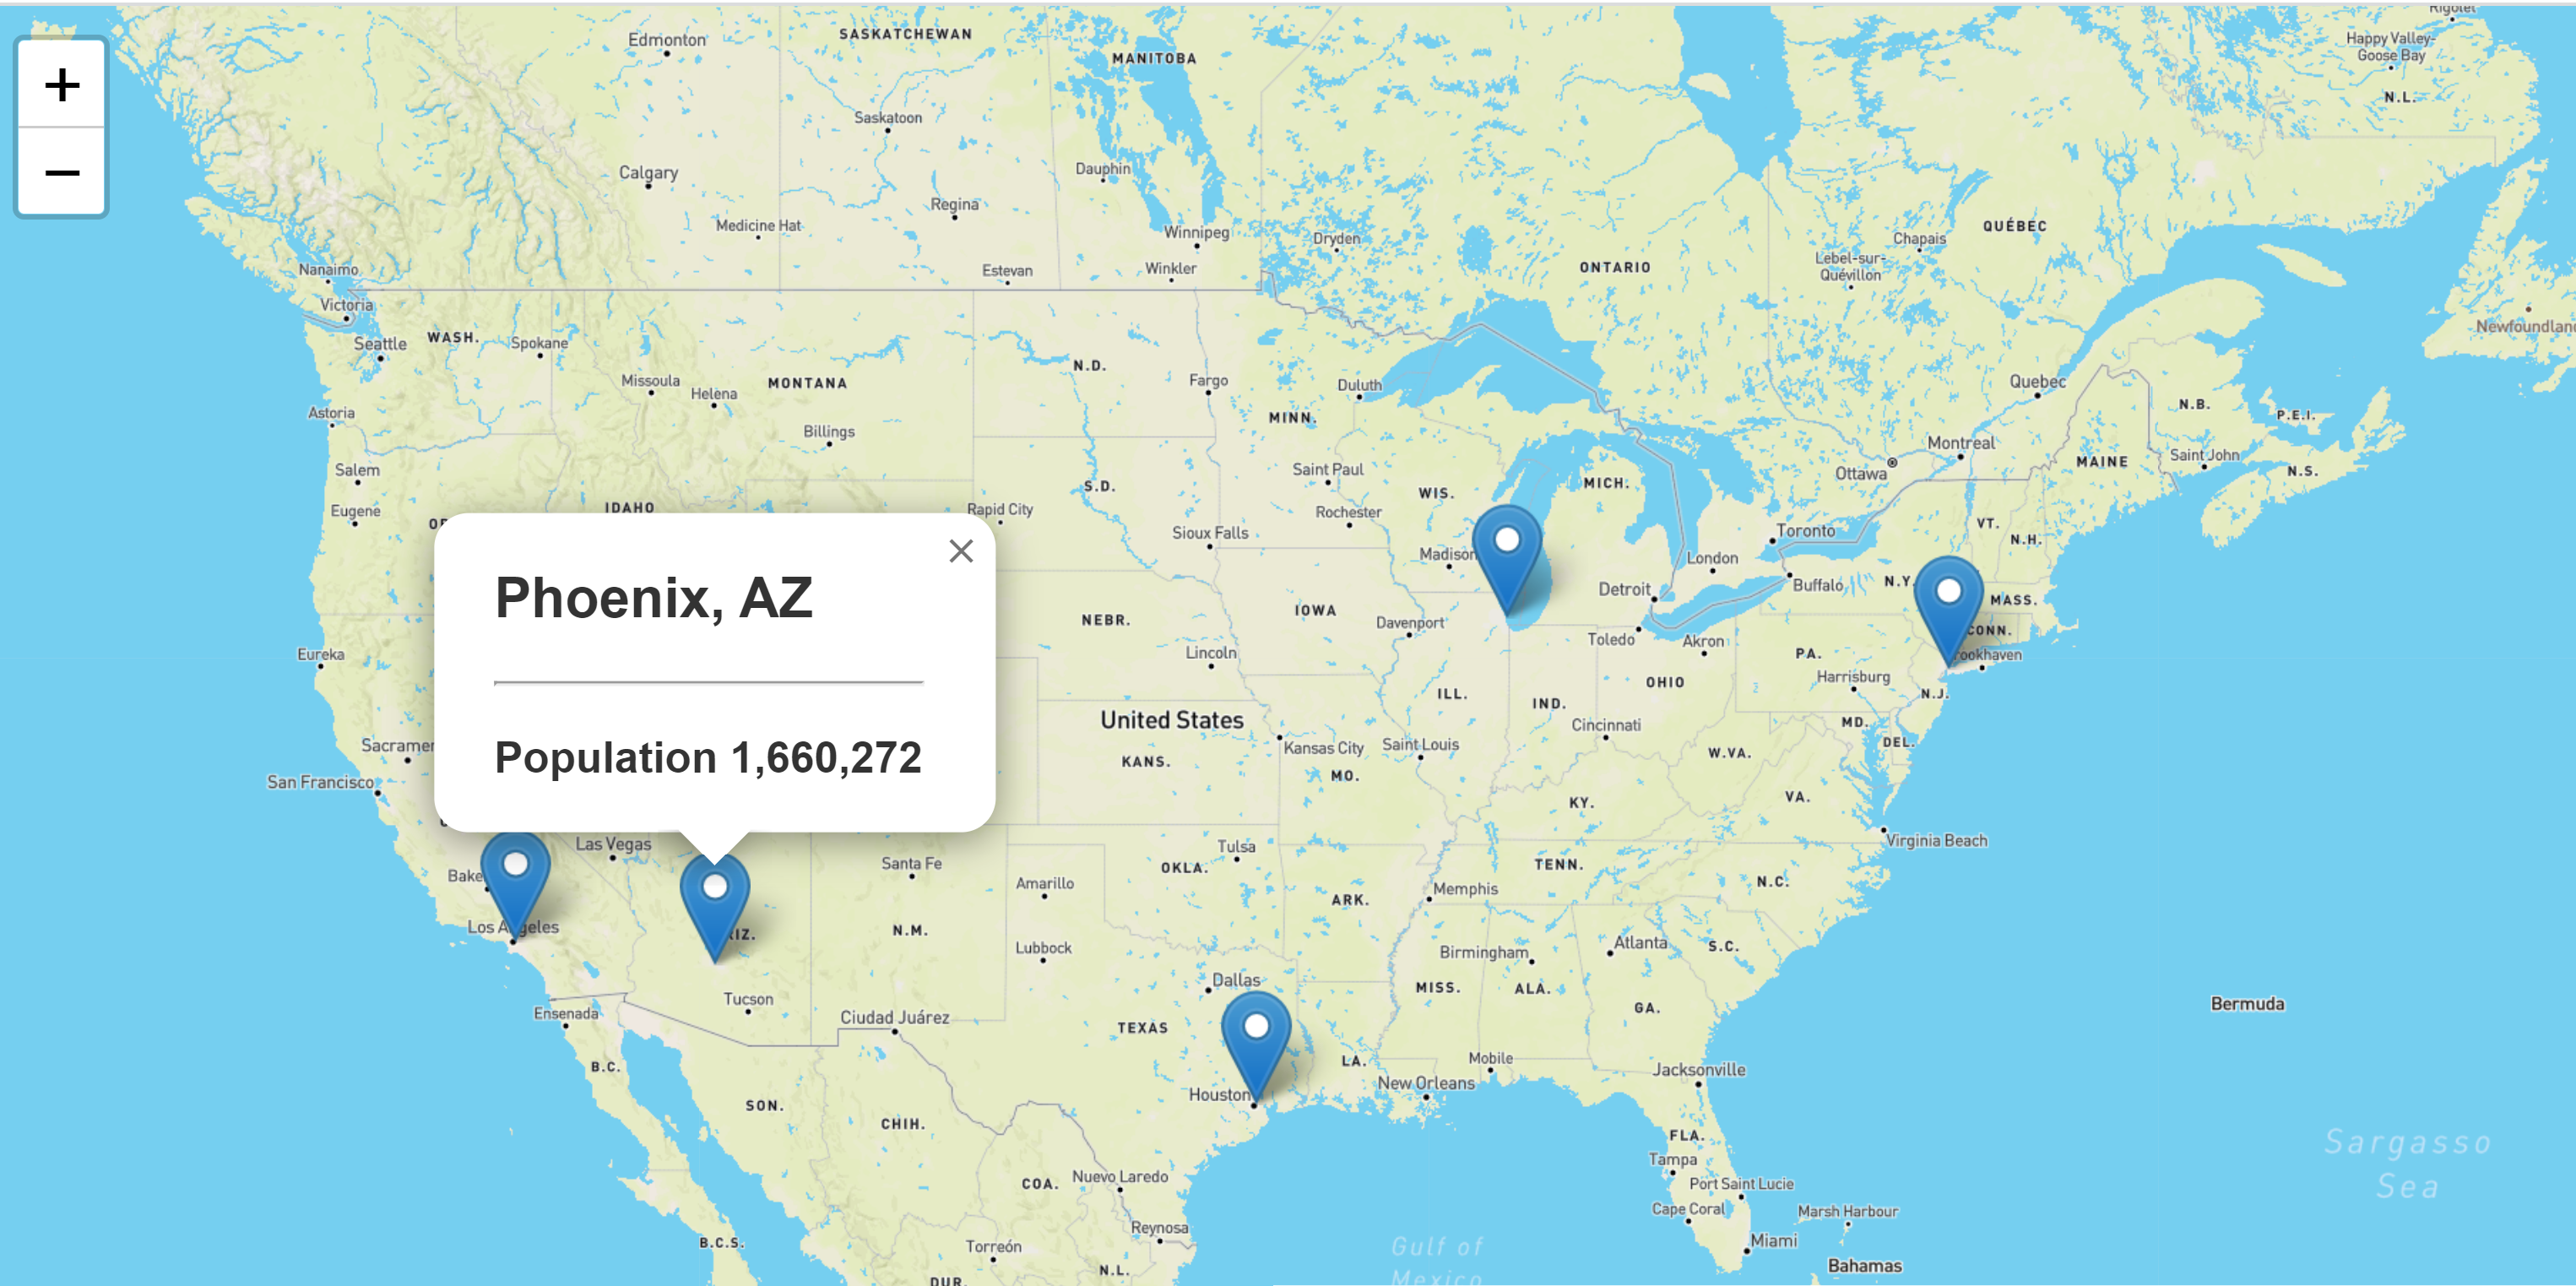 +
−
Phoenix, AZ
×
Population 1,660,272
Edmonton
SASKATCHEWAN
MANITOBA
Rigolet
Happy Valley-
Goose Bay
N.L.
Saskatoon
Calgary
Dauphin
Regina
Medicine Hat
Winnipeg
Dryden
Chapais
QUÉBEC
Nanaimo
Estevan
Winkler
ONTARIO
Lebel-sur-
Quévillon
Victoria
Seattle
WASH.
Spokane
Missoula
Helena
MONTANA
N.D.
Fargo
Duluth
Quebec
N.B.
P.E.I.
Astoria
Billings
MINN.
Montreal
MAINE
Saint John
N.S.
Salem
Saint Paul
Ottawa
S.D.
WIS.
MICH.
Eugene
IDAHO
Rapid City
Rochester
Sioux Falls
Toronto
VT.
N.H.
Madison
London
Detroit
Buffalo
N.Y.
MASS.
NEBR.
IOWA
Davenport
Toledo
Akron
CONN.
Eureka
Lincoln
PA.
rookhaven
Harrisburg
OHIO
ILL.
IND.
N.J.
United States
Cincinnati
MD.
Sacramen
Kansas City
Saint Louis
DEL.
San Francisco
KANS.
MO.
W.VA.
KY.
VA.
Las Vegas
Virginia Beach
Santa Fe
Tulsa
OKLA.
TENN.
Bake
Amarillo
Memphis
N.C.
ARK.
Los Angeles
RIZ.
N.M.
Lubbock
Birmingham
Atlanta
S.C.
Dallas
MISS.
ALA.
Tucson
GA.
Bermuda
Ensenada
Ciudad Juárez
TEXAS
B.C.
LA.
Mobile
Jacksonville
New Orleans
Houston
SON.
CHIH.
FLA.
Sargasso
Sea
Tampa
COA.
Nuevo Laredo
Port Saint Lucie
Cape Coral
Marsh Harbour
Reynosa
B.C.S.
Torreón
Miami
Gulf of
Mexico
N.L.
Bahamas
DUR.
Newfoundlan